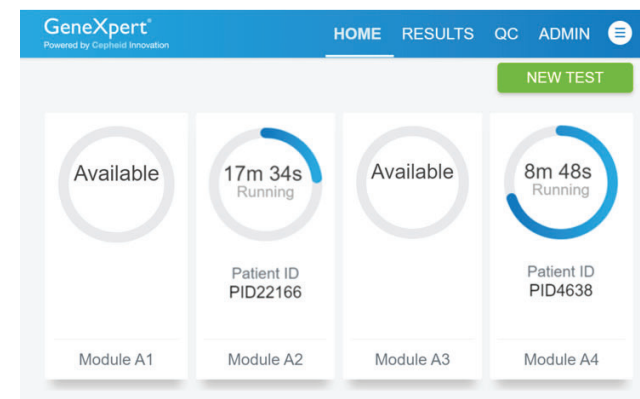 GeneXpert®
Powered by Cepheid Innovation
HOME RESULTS QC ADMIN
NEW TEST
Available
17m 34s
Running
Available
8m 48s
Running
Patient ID
PID22166
Patient ID
PID4638
Module A1
Module A2
Module A3
Module A4